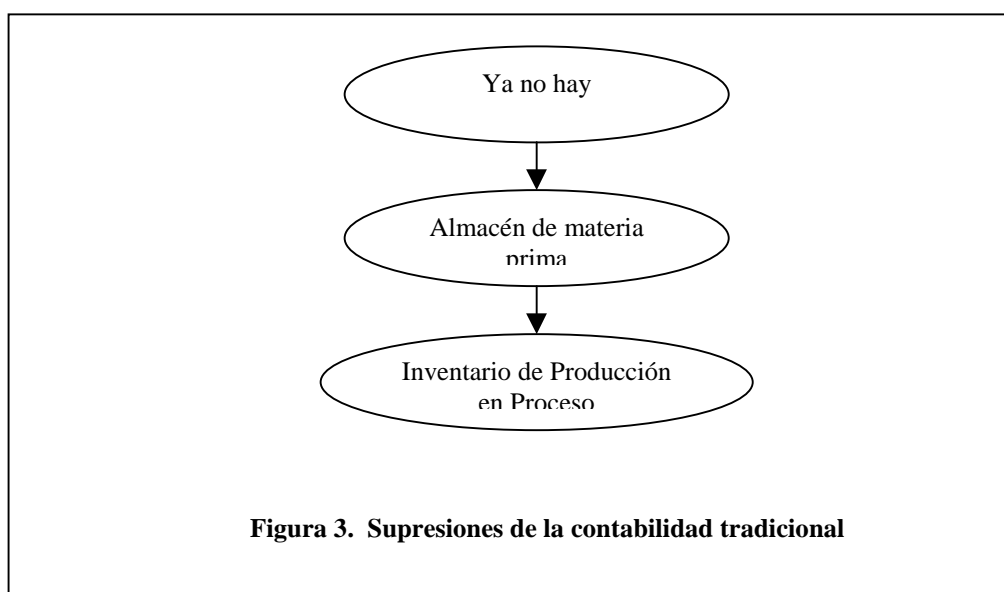 Ya no hay
Almacén de materia
prima
Inventario de Producción
en Proceso
Figura 3. Supresiones de la contabilidad tradicional